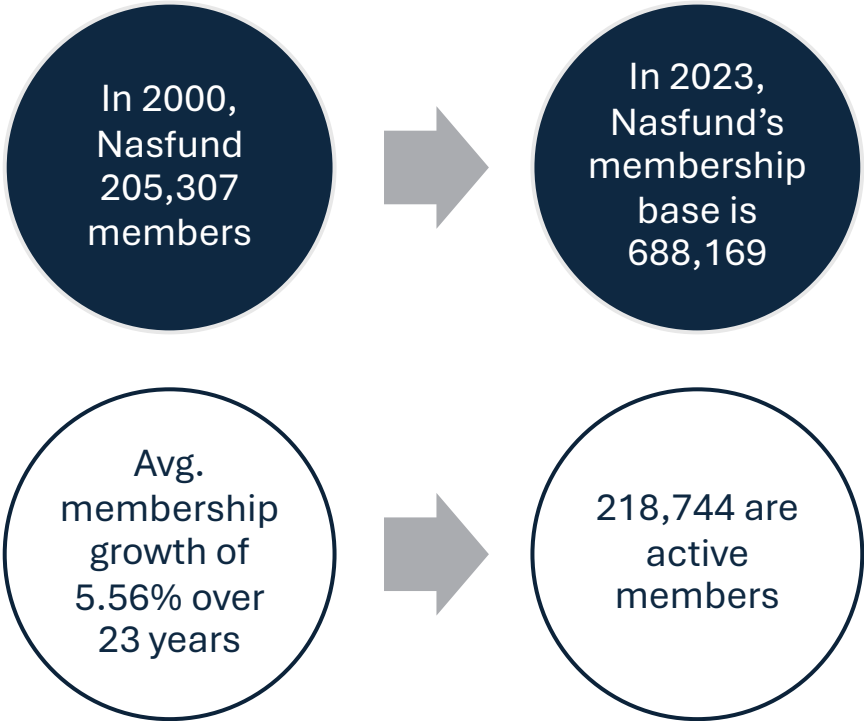 In 2000,
Nasfund
205,307
members
In 2023,
Nasfund’s
membership
base is
688,169
Avg.
membership
growth of
5.56% over
23 years
218,744 are
active
members